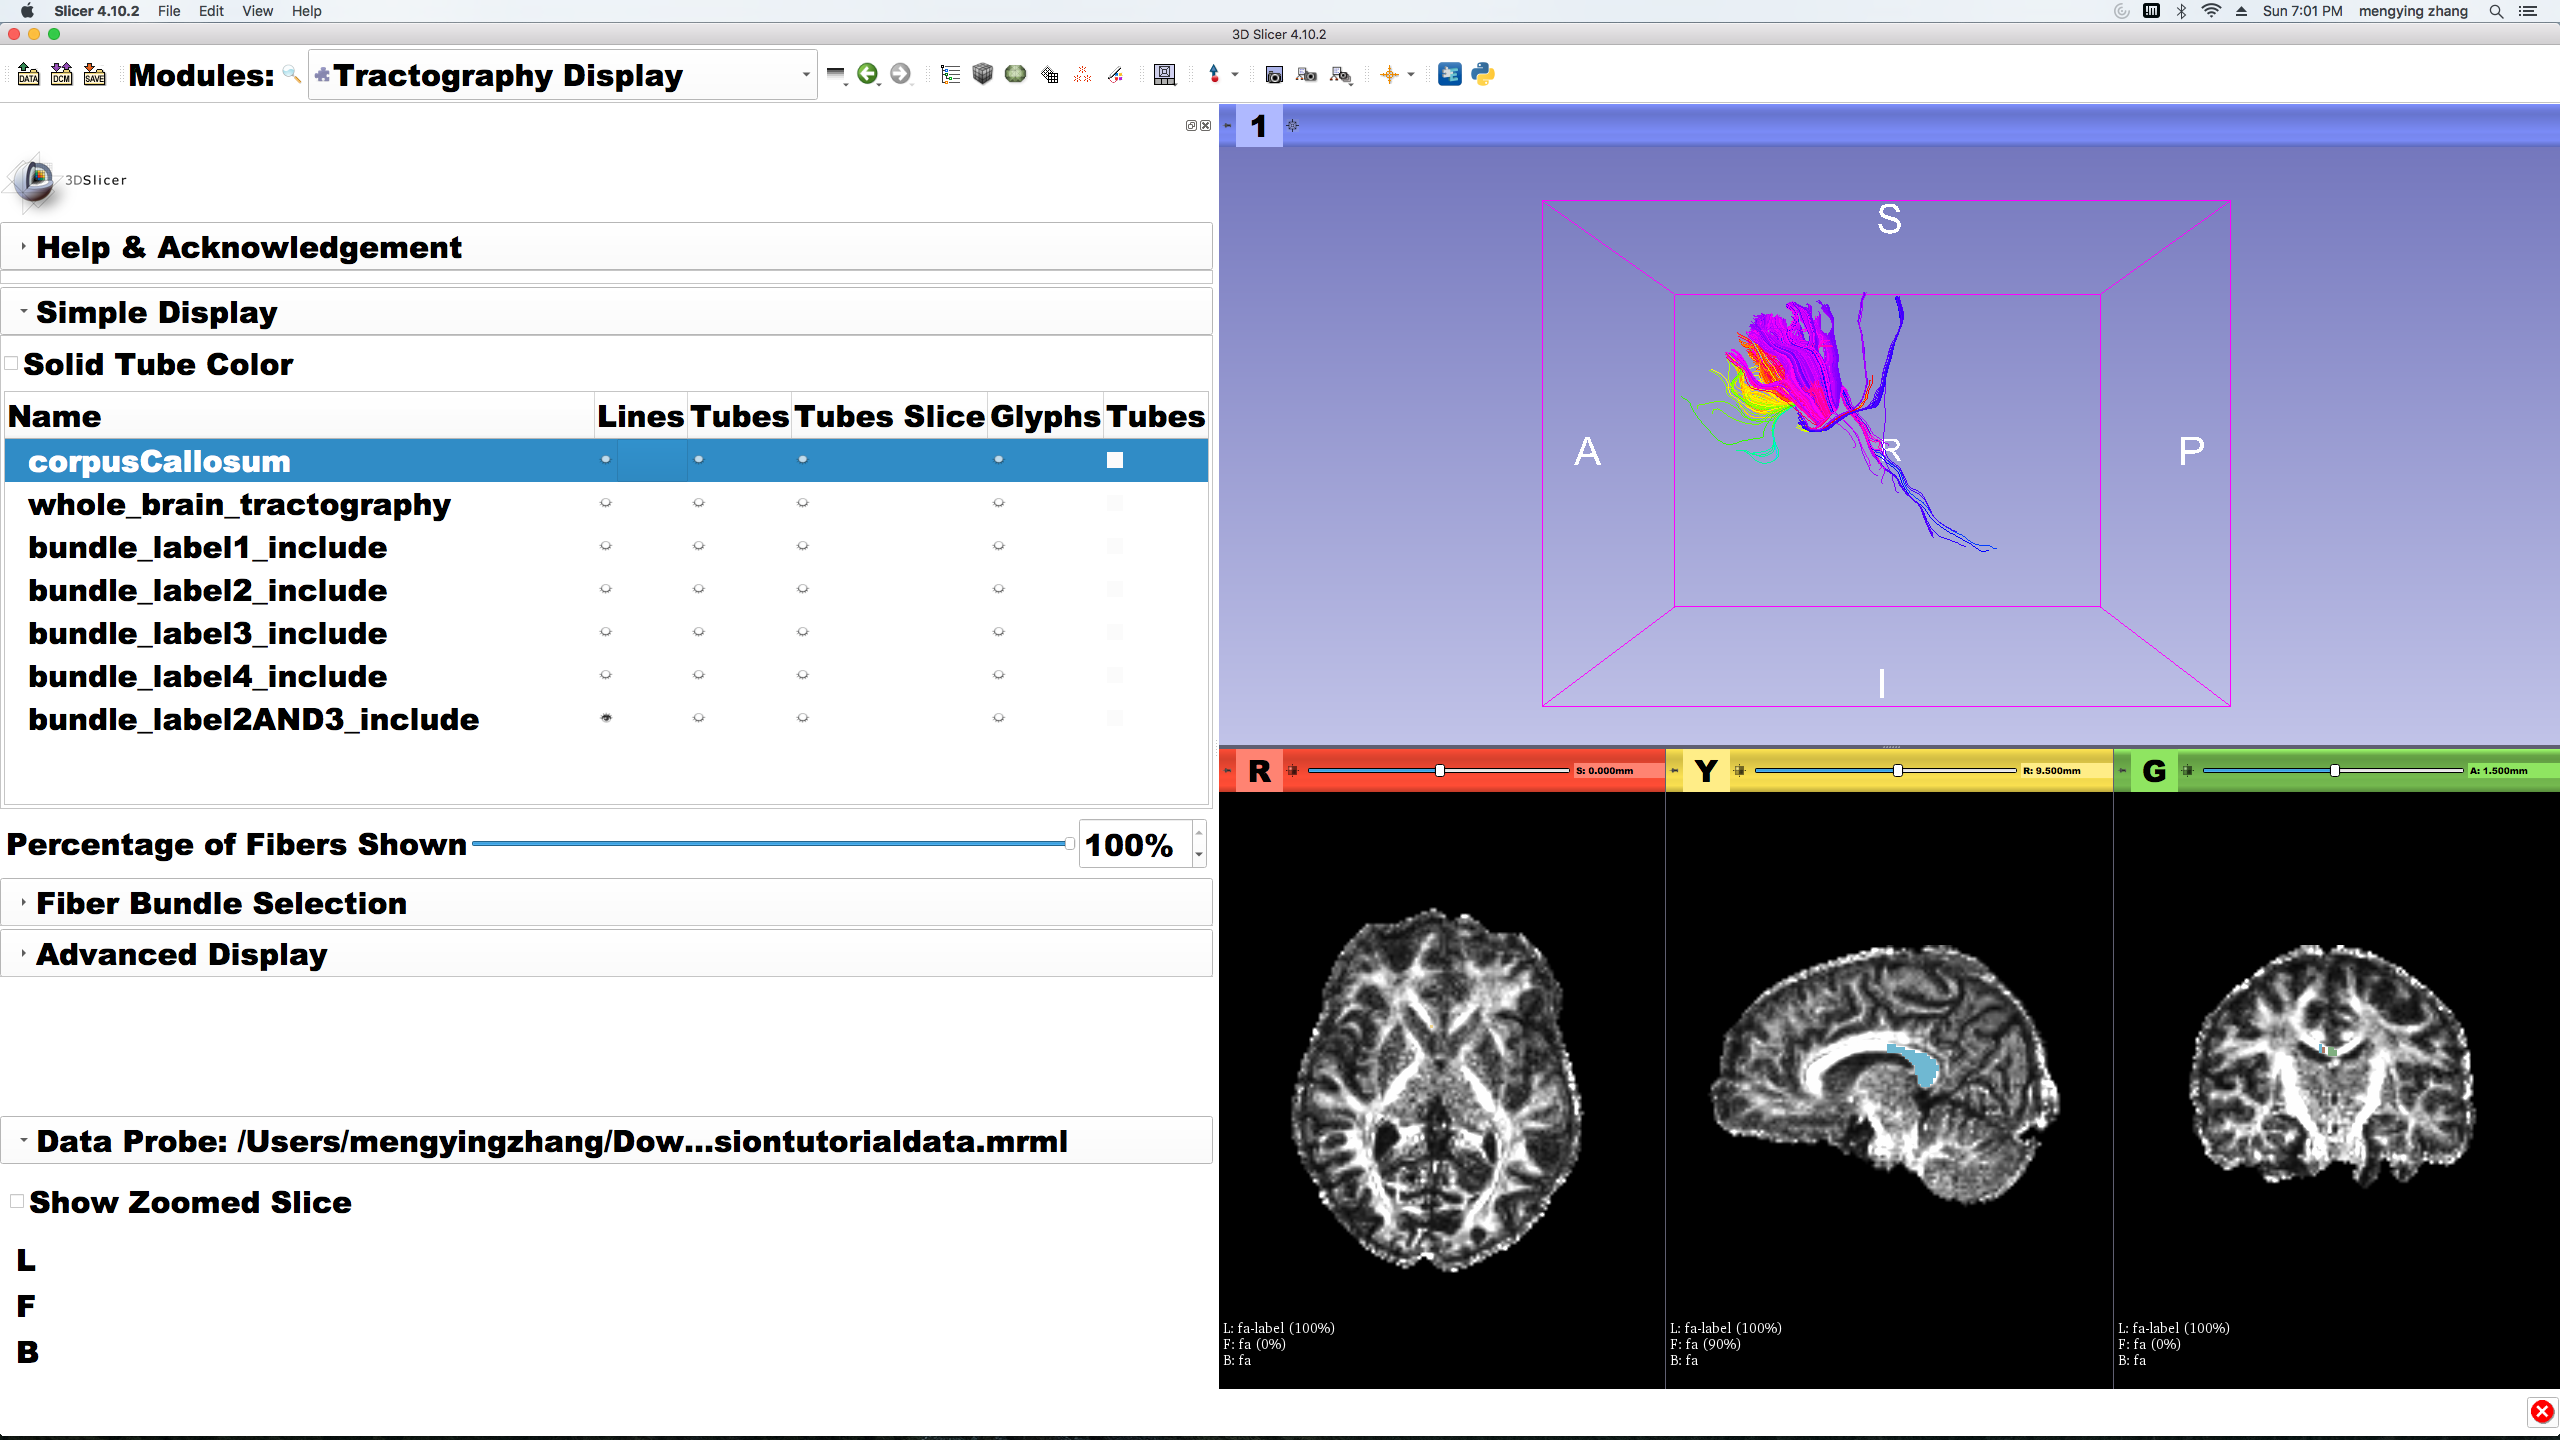 Slicer 4.10.2 File Edit View Help Sun 7:01 PM mengying zhang
3D Slicer 4.10.2
DATA DCM SAVE Modules: Tractography Display
1
3DSlicer
Help & Acknowledgement
Simple Display
Solid Tube Color
Name Lines Tubes Tubes Slice Glyphs Tubes
corpusCallosum
whole_brain_tractography
bundle_label1_include
bundle_label2_include
bundle_label3_include
bundle_label4_include
bundle_label2AND3_include
Percentage of Fibers Shown 100%
Fiber Bundle Selection
Advanced Display
Data Probe: /Users/mengyingzhang/Dow...siontutorialdata.mrml
Show Zoomed Slice
L
F
B
S
A R P
I
R S: 0.000mm
Y R: 9.500mm
G A: 1.500mm
L: fa-label (100%)
F: fa (0%)
B: fa
L: fa-label (100%)
F: fa (90%)
B: fa
L: fa-label (100%)
F: fa (0%)
B: fa